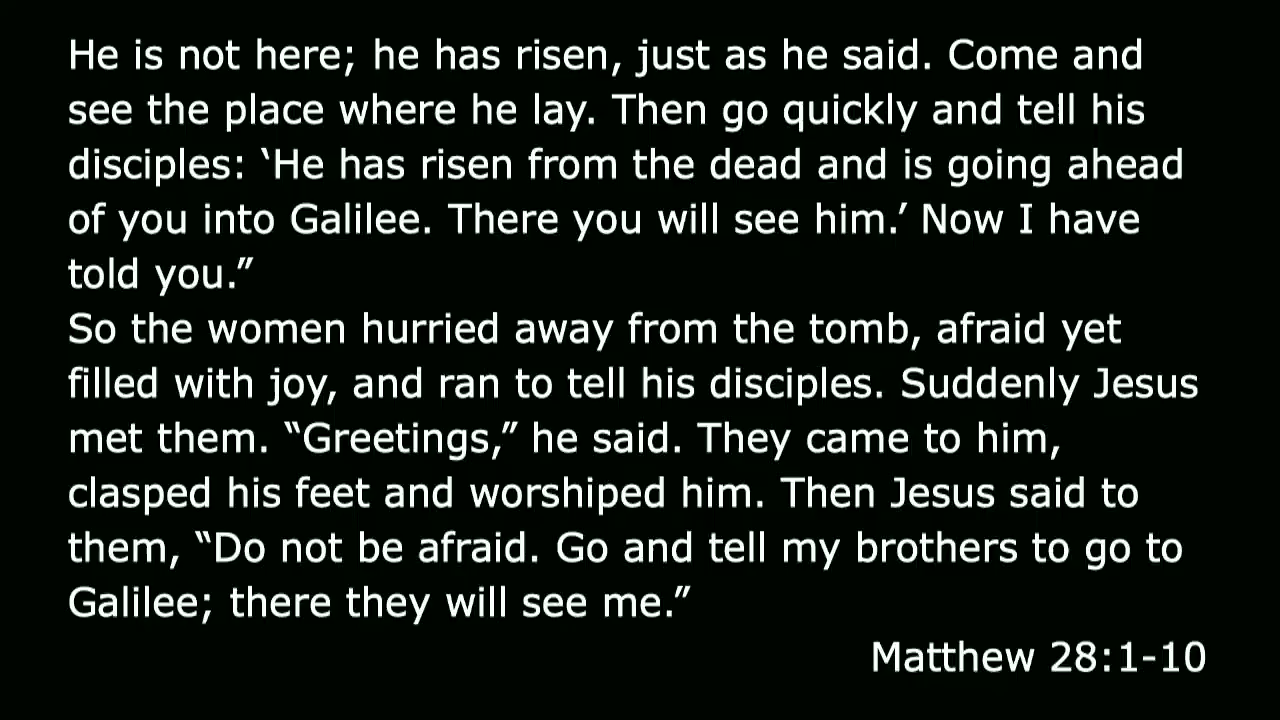 He is not here; he has risen, just as he said. Come and
see the place where he lay. Then go quickly and tell his
disciples: ‘He has risen from the dead and is going ahead
of you into Galilee. There you will see him.’ Now I have
told you.”
So the women hurried away from the tomb, afraid yet
filled with joy, and ran to tell his disciples. Suddenly Jesus
met them. “Greetings,” he said. They came to him,
clasped his feet and worshiped him. Then Jesus said to
them, “Do not be afraid. Go and tell my brothers to go to
Galilee; there they will see me.”
Matthew 28:1-10